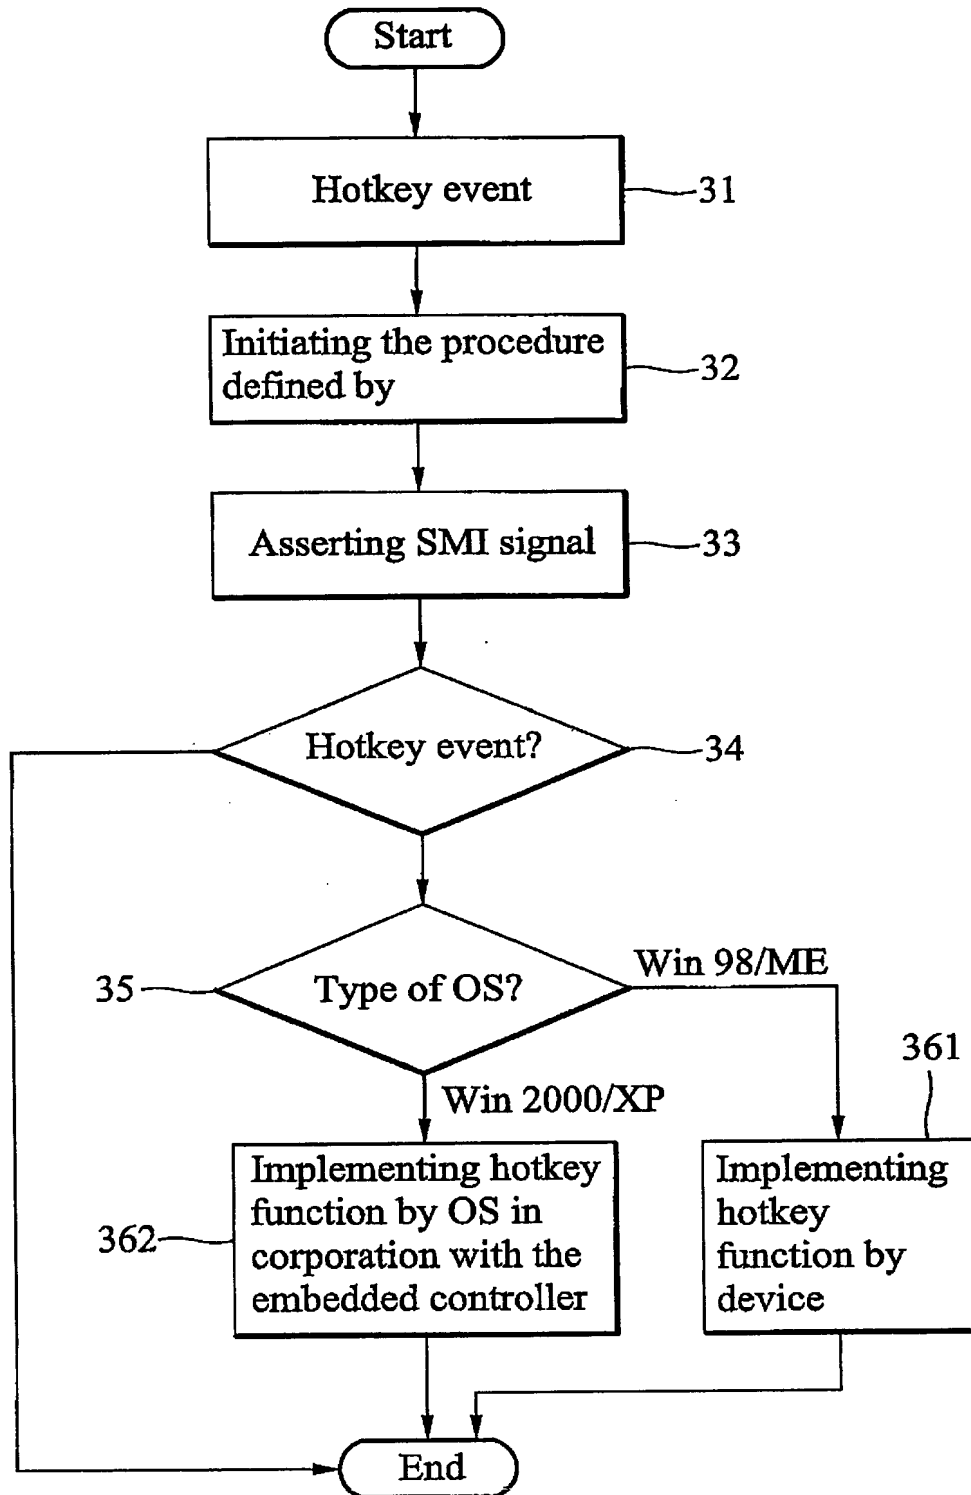 Start
Hotkey event
31
Initiating the procedure
defined by
32
Asserting SMI signal
33
Hotkey event?
34
35
Type of OS?
Win 98/ME
361
Win 2000/XP
362
Implementing hotkey
function by OS in
corporation with the
embedded controller
Implementing
hotkey
function by
device
End